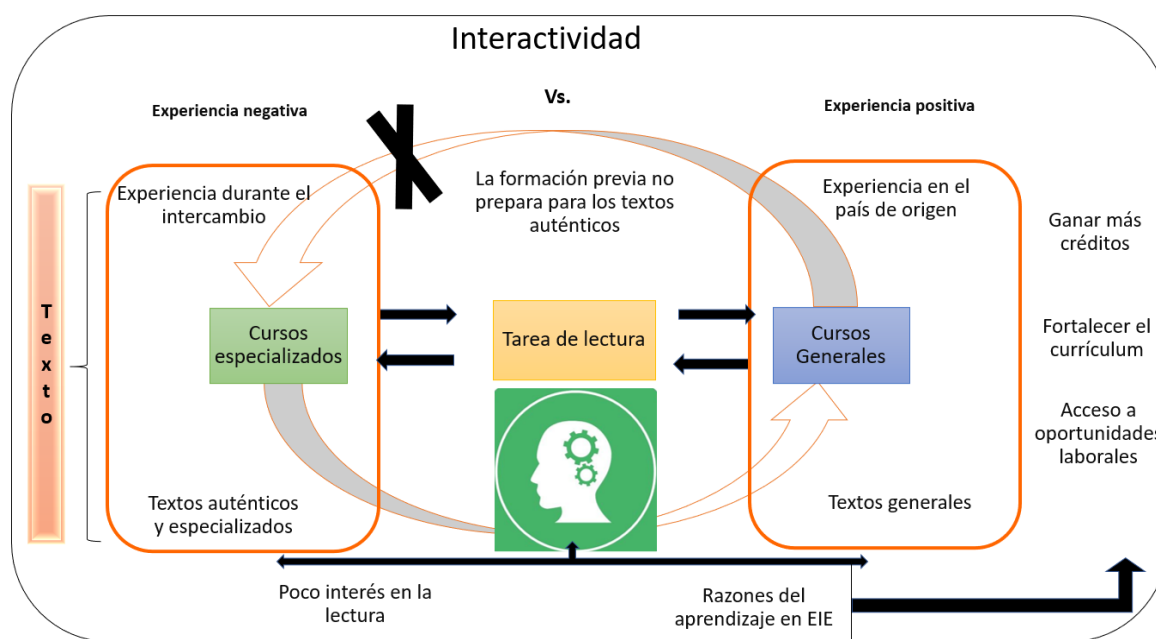 Interactividad
Experiencia negativa
Vs.
Experiencia positiva
Texto
Experiencia durante el
intercambio
La formación previa no
prepara para los textos
auténticos
Experiencia en el
país de origen
Ganar más
créditos
Cursos
especializados
Tarea de lectura
Cursos
Generales
Fortalecer el
currículum
Acceso a
oportunidades
laborales
Textos auténticos
y especializados
Textos generales
Poco interés en la
lectura
Razones del
aprendizaje en EIE